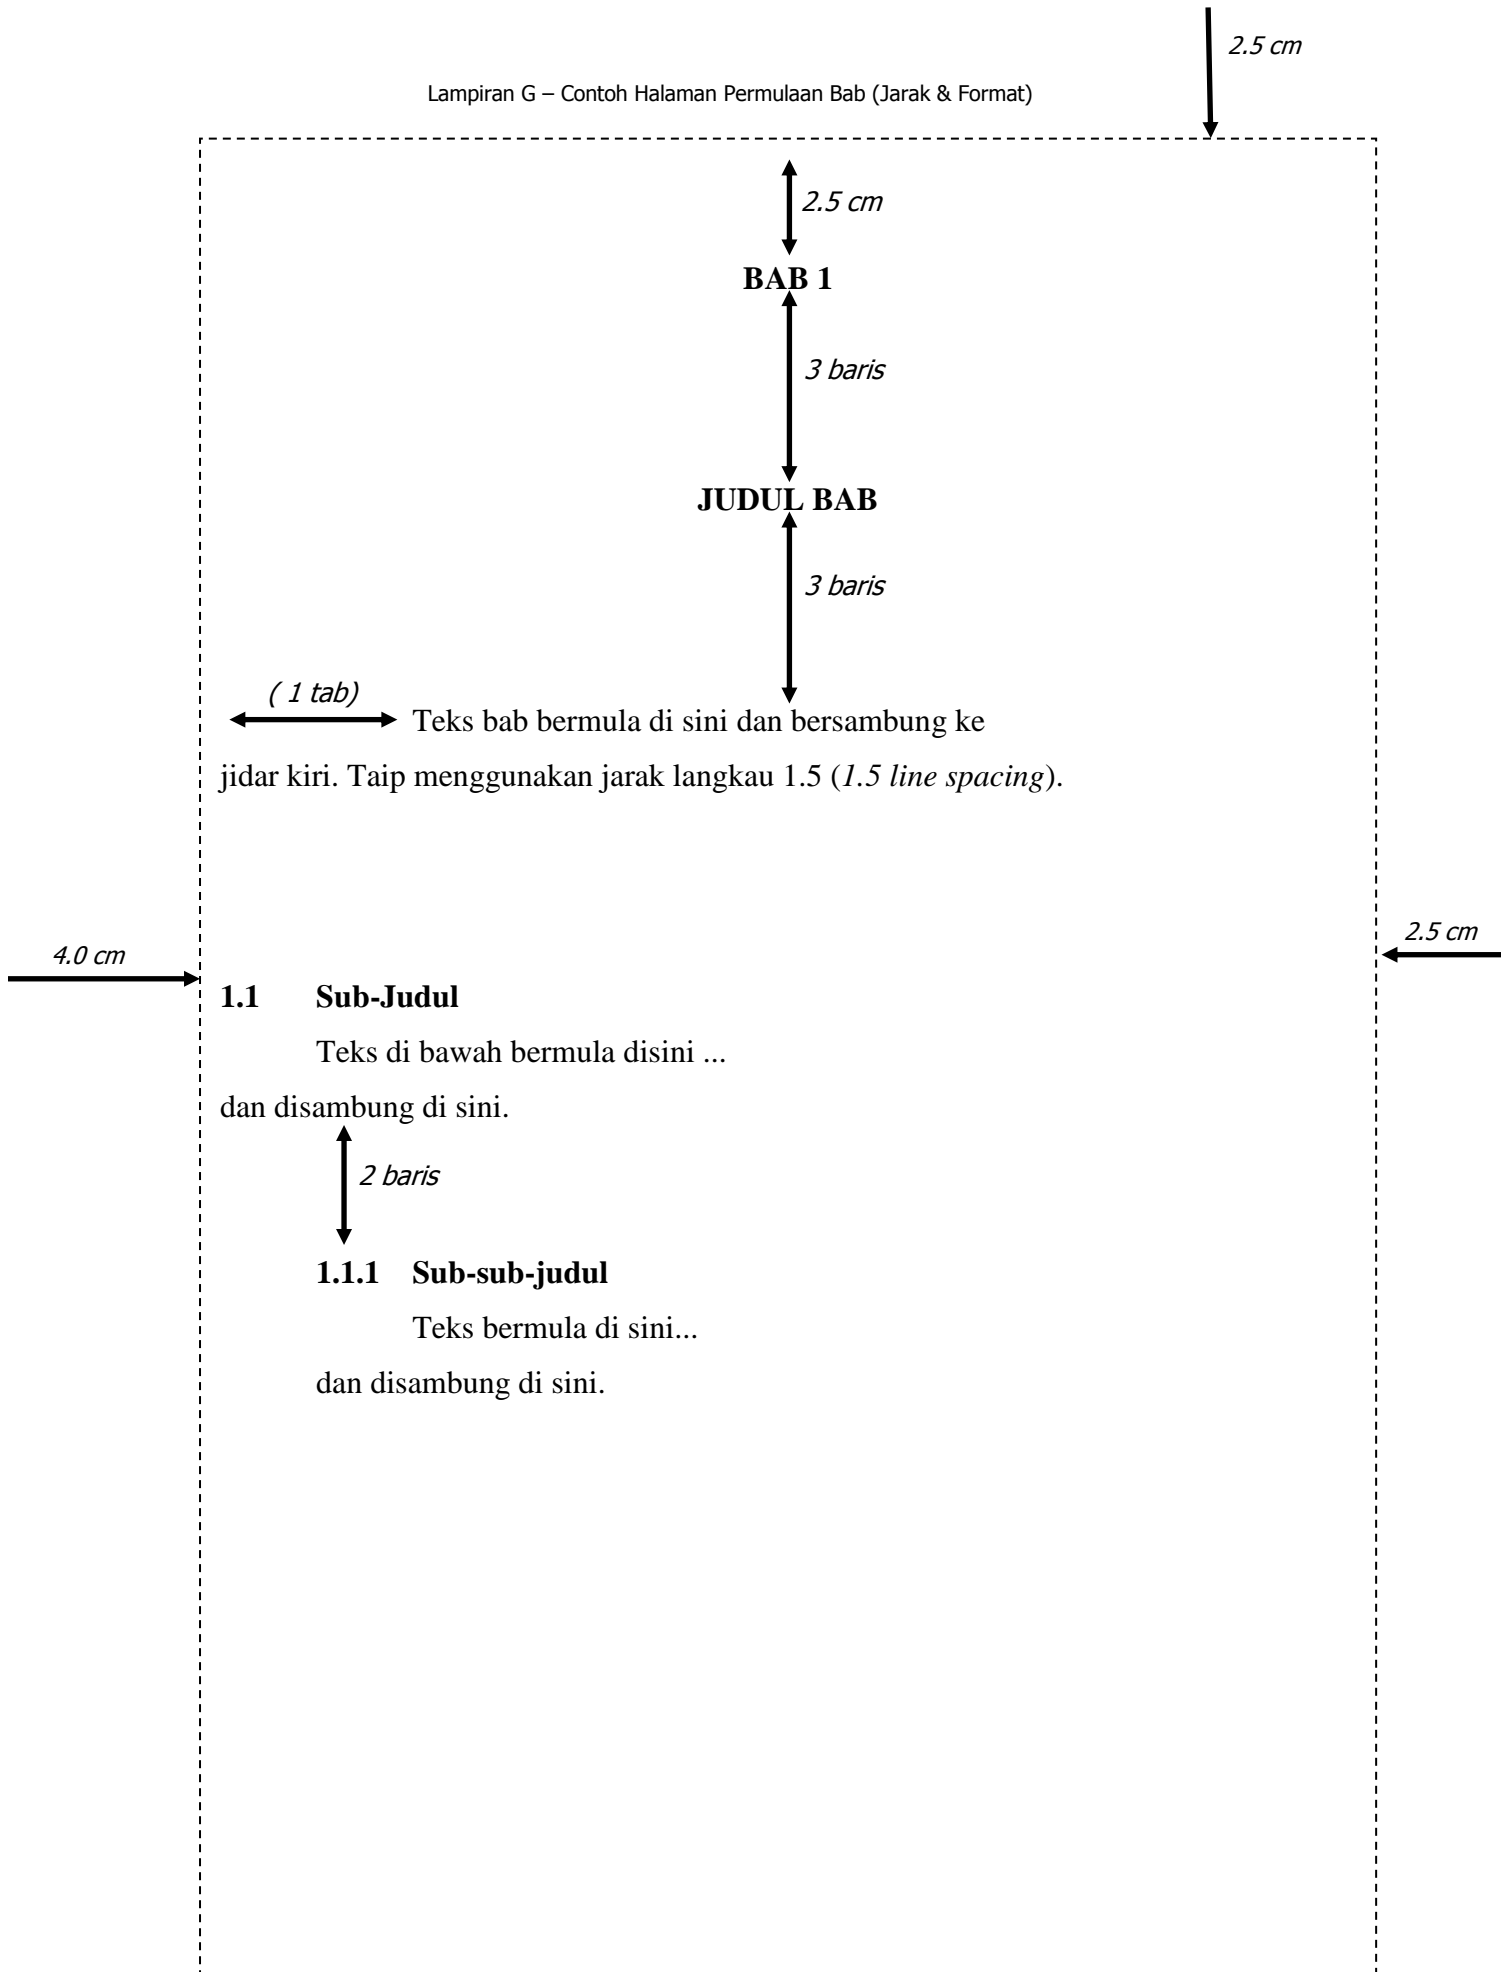 2.5 cm
Lampiran G – Contoh Halaman Permulaan Bab (Jarak & Format)
2.5 cm
BAB 1
3 baris
JUDUL BAB
3 baris
( 1 tab)
Teks bab bermula di sini dan bersambung ke
jidar kiri. Taip menggunakan jarak langkau 1.5 (1.5 line spacing).
2.5 cm
4.0 cm
1.1 Sub-Judul
Teks di bawah bermula disini ...
dan disambung di sini.
2 baris
1.1.1 Sub-sub-judul
Teks bermula di sini...
dan disambung di sini.